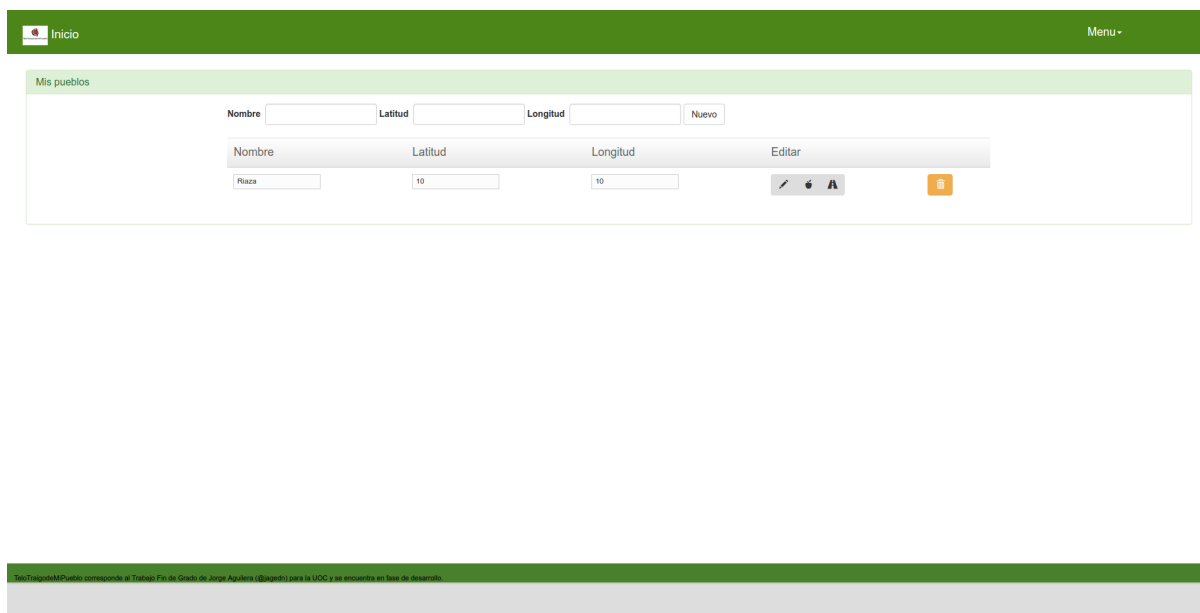 Inicio
Menu
Mis pueblos
Nombre Latitud Longitud Nuevo
Nombre Latitud Longitud Editar
Riaza 10 10
TeloTraigodeMiPueblo corresponde al Trabajo Fin de Grado de Jorge Aguilera (@jagedn) para la UOC y se encuentra en fase de desarrollo.